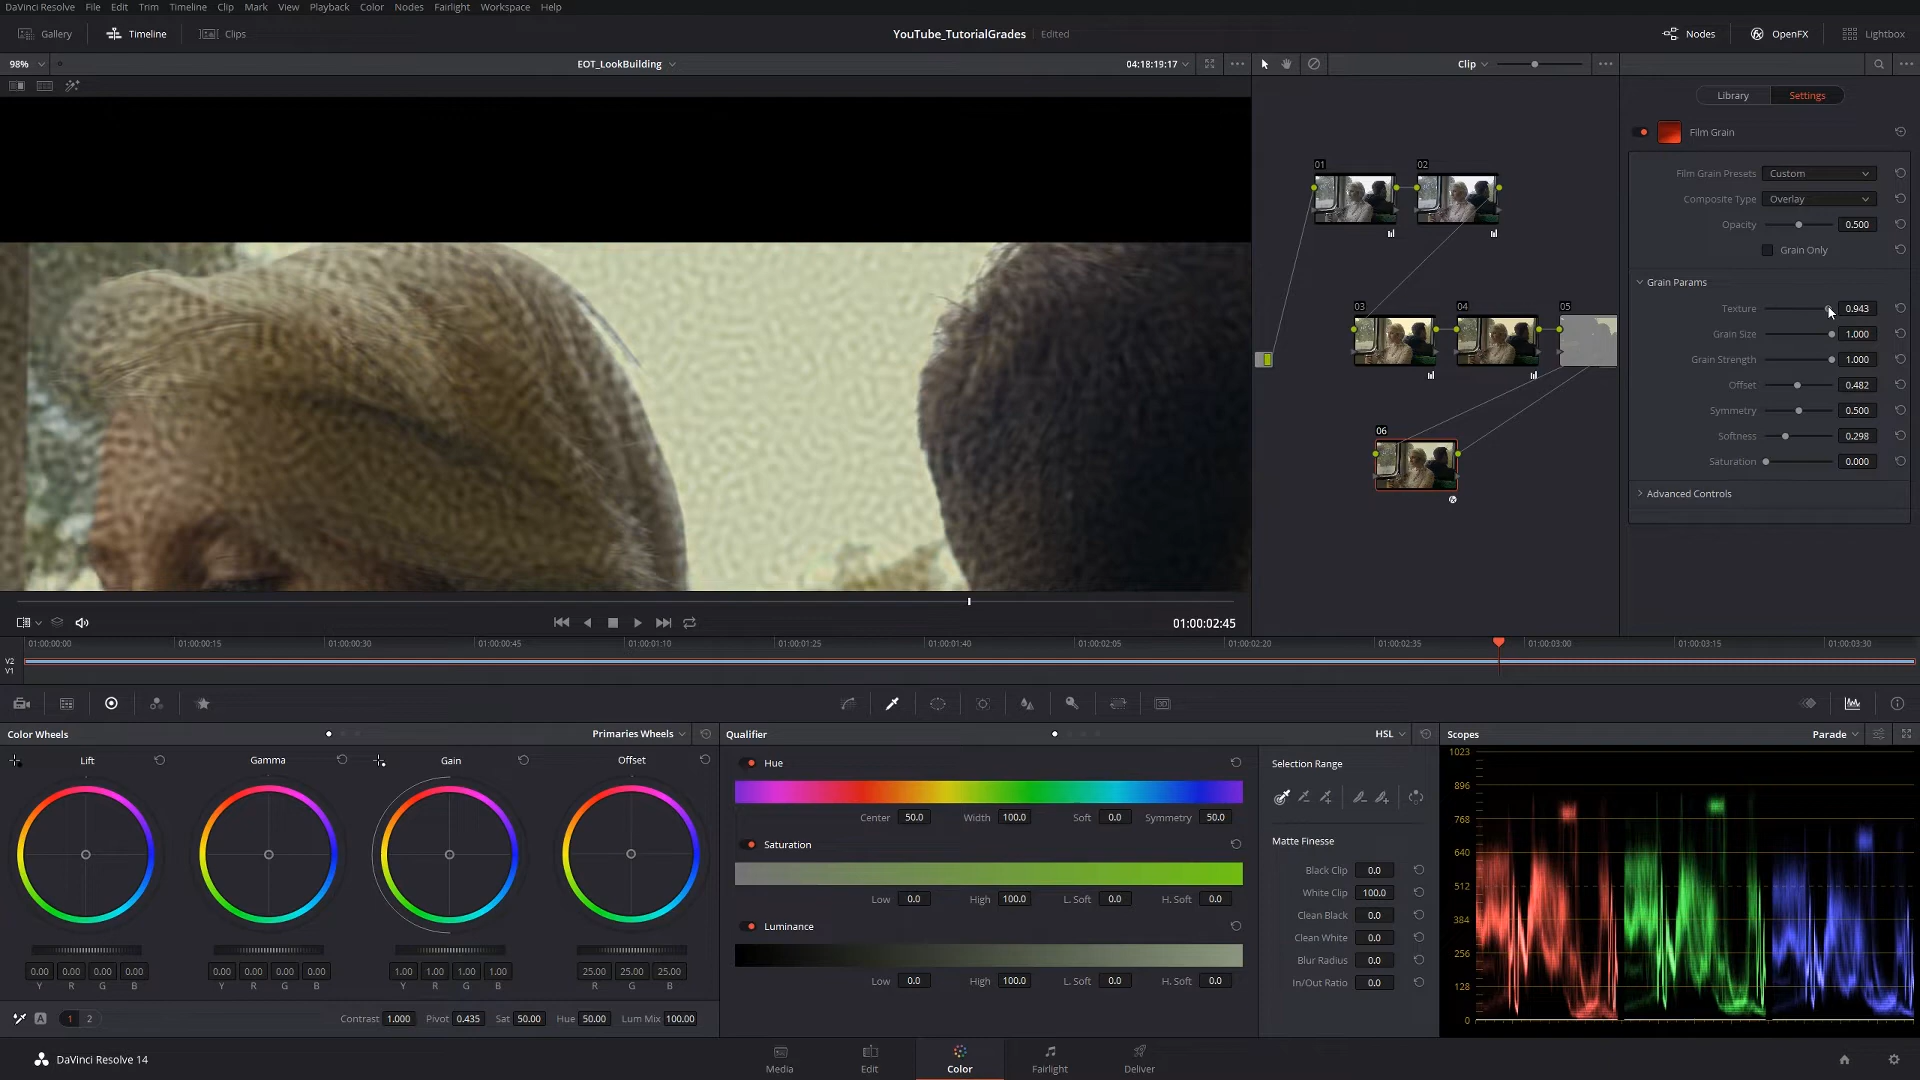 DaVinci Resolve File Edit Trim Timeline Clip Mark View Playback Color Nodes Fairlight Workspace Help
Gallery Timeline Clips YouTube_TutorialGrades Edited Nodes OpenFX Lightbox
98% EOT_LookBuilding 04:18:19:17 Clip
Library Settings
Film Grain
Film Grain Presets Custom
Composite Type Overlay
Opacity 0.500
Grain Only
Grain Params
Texture 0.943
Grain Size 1.000
Grain Strength 1.000
Offset 0.482
Symmetry 0.500
Softness 0.298
Saturation 0.000
Advanced Controls
01 02
03 04 05
06
01:00:02:45
01:00:00:00 01:00:00:15 01:00:00:30 01:00:00:45 01:00:01:10 01:00:01:25 01:00:01:40 01:00:02:05 01:00:02:20 01:00:02:35 01:00:03:00 01:00:03:15 01:00:03:30
V2
V1
Color Wheels Primaries Wheels
Lift Gamma Gain Offset
0.00 0.00 0.00 0.00 0.00 0.00 0.00 0.00 1.00 1.00 1.00 1.00 25.00 25.00 25.00
Y R G B Y R G B Y R G B R G B
A 1 2 Contrast 1.000 Pivot 0.435 Sat 50.00 Hue 50.00 Lum Mix 100.00
Qualifier HSL
Hue
Center 50.0 Width 100.0 Soft 0.0 Symmetry 50.0
Saturation
Low 0.0 High 100.0 L. Soft 0.0 H. Soft 0.0
Luminance
Low 0.0 High 100.0 L. Soft 0.0 H. Soft 0.0
Selection Range
Matte Finesse
Black Clip 0.0
White Clip 100.0
Clean Black 0.0
Clean White 0.0
Blur Radius 0.0
In/Out Ratio 0.0
Scopes Parade
1023
896
768
640
512
384
256
128
0
DaVinci Resolve 14 Media Edit Color Fairlight Deliver